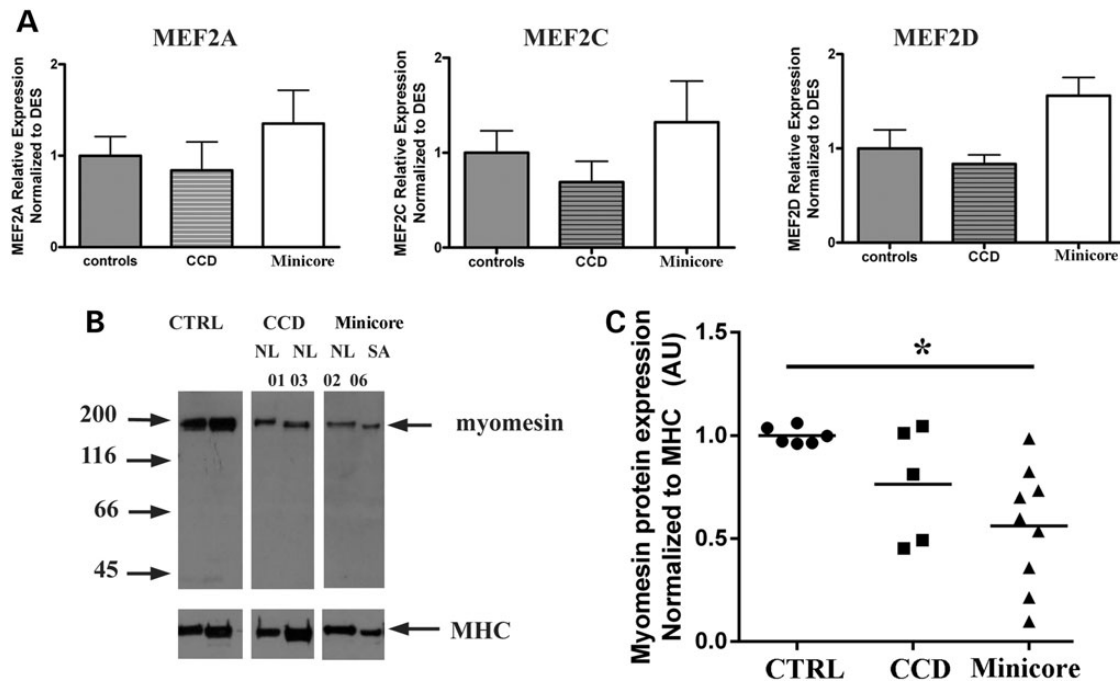 A
MEF2A
MEF2A Relative Expression
Normalized to DES
2
1
0
controls CCD Minicore
MEF2C
MEF2C Relative Expression
Normalized to DES
2
1
0
controls CCD Minicore
MEF2D
MEF2D Relative Expression
Normalized to DES
2
1
0
controls CCD Minicore
B
CTRL CCD Minicore
NL NL NL SA
01 03 02 06
200
116
66
45
myomesin
MHC
C
Myomesin protein expression
Normalized to MHC (AU)
1.5
1.0
0.5
0.0
*
CTRL CCD Minicore